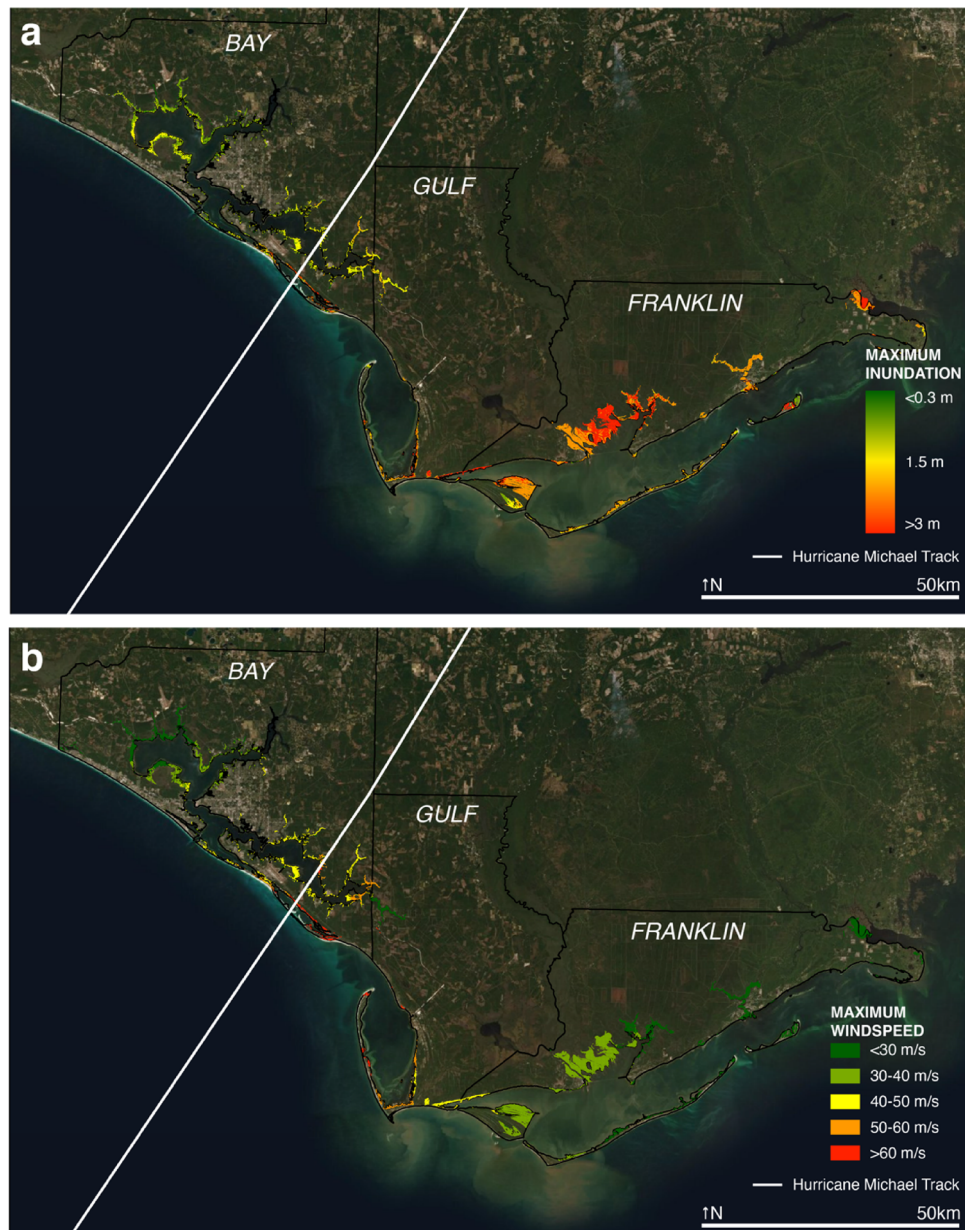 a
BAY
GULF
FRANKLIN
MAXIMUM
INUNDATION
<0.3 m
1.5 m
>3 m
Hurricane Michael Track
↑N 50km
b
BAY
GULF
FRANKLIN
MAXIMUM
WINDSPEED
<30 m/s
30-40 m/s
40-50 m/s
50-60 m/s
>60 m/s
Hurricane Michael Track
↑N 50km